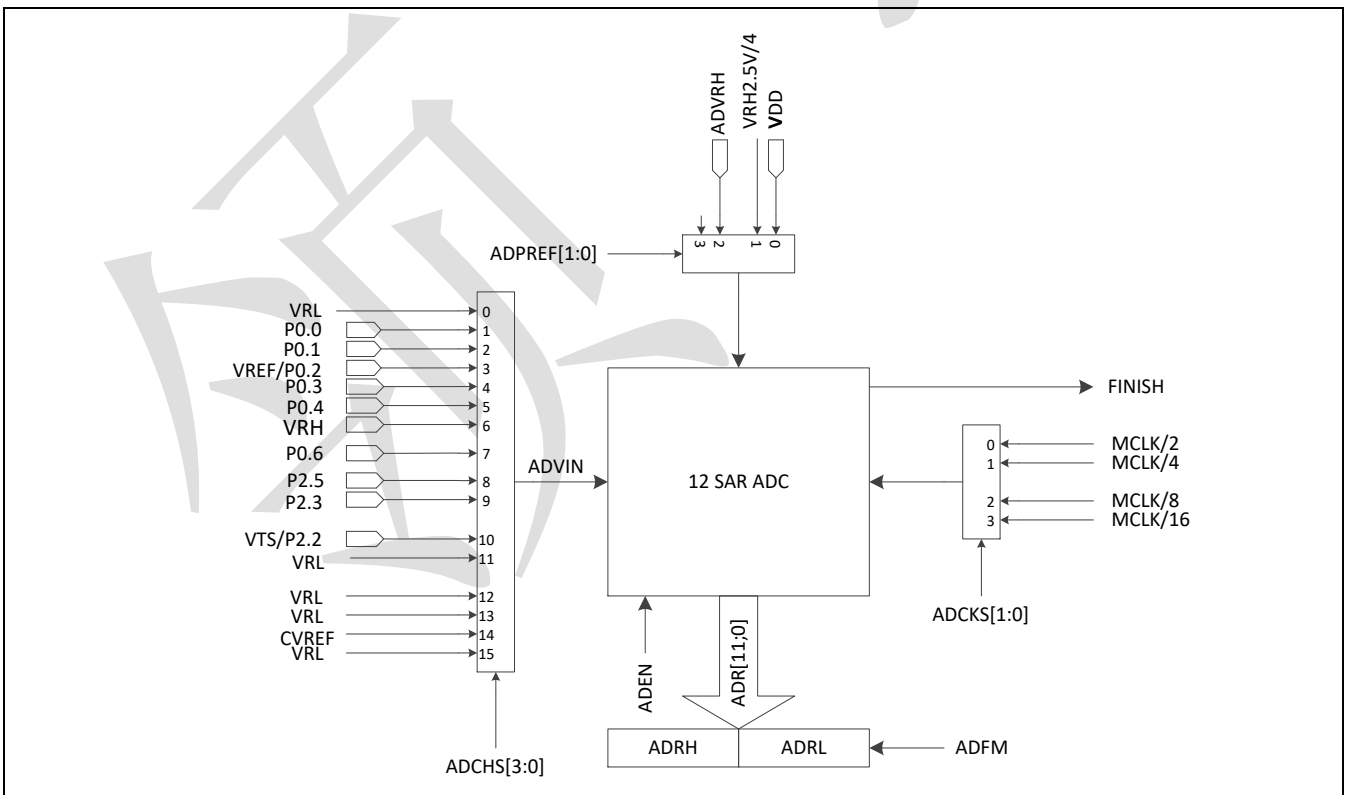 ADVRH
VRH2.5V/4
VDD
3
2
1
0
ADPREF[1:0]
VRL
0
P0.0
1
P0.1
2
VREF/P0.2
3
P0.3
4
P0.4
5
VRH
6
P0.6
7
P2.5
8
P2.3
9
VTS/P2.2
10
VRL
11
VRL
12
VRL
13
CVREF
14
VRL
15
ADCHS[3:0]
ADVIN
12 SAR ADC
FINISH
0
MCLK/2
1
MCLK/4
2
MCLK/8
3
MCLK/16
ADCKS[1:0]
ADEN
ADR[11;0]
ADRH
ADRL
ADFM